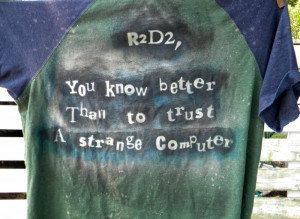 R2D2,
You know better
Than to trust
A strange Computer